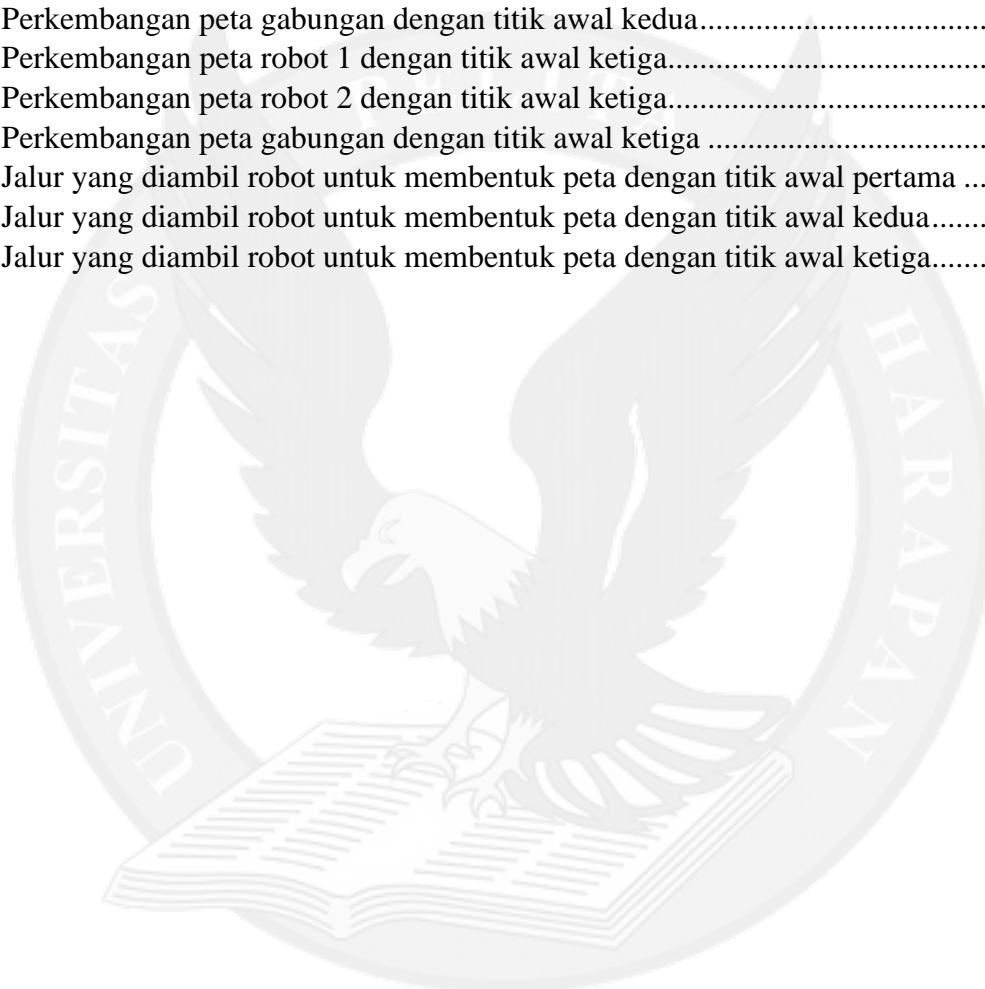 Perkembangan peta gabungan dengan titik awal kedua..................................
Perkembangan peta robot 1 dengan titik awal ketiga.....................................
Perkembangan peta robot 2 dengan titik awal ketiga.....................................
Perkembangan peta gabungan dengan titik awal ketiga ................................
Jalur yang diambil robot untuk membentuk peta dengan titik awal pertama ...
Jalur yang diambil robot untuk membentuk peta dengan titik awal kedua.......
Jalur yang diambil robot untuk membentuk peta dengan titik awal ketiga.......
UNIVERSITAS PELITA HARAPAN